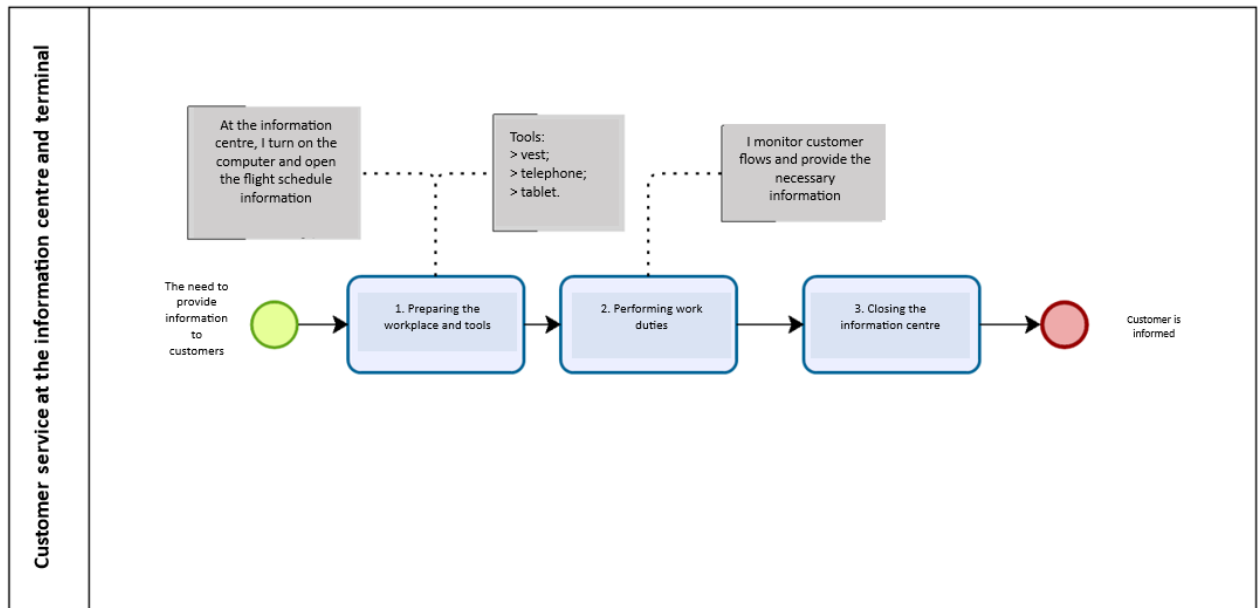 Customer service at the information centre and terminal
At the information
centre, I turn on the
computer and open
the flight schedule
information
Tools:
> vest;
> telephone;
> tablet.
I monitor customer
flows and provide the
necessary
information
The need to
provide
information
to
customers
1. Preparing the
workplace and tools
2. Performing work
duties
3. Closing the
information centre
Customer is
informed